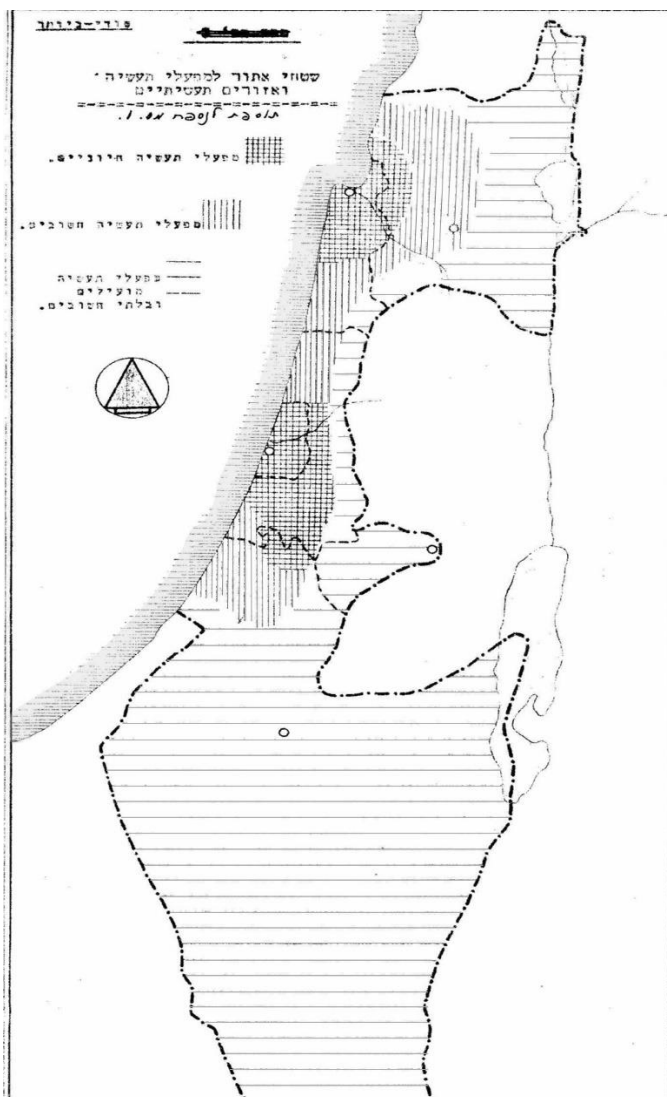 סודי-ביותר
שטחי אתור למפעלי תעשיה
ואזורים תעשיתיים
תוספת לנספח מס. 1.
מפעלי תעשיה חיוניים.
מפעלי תעשיה חשובים.
מפעלי תעשיה
מועילים
ובלתי חשובים.